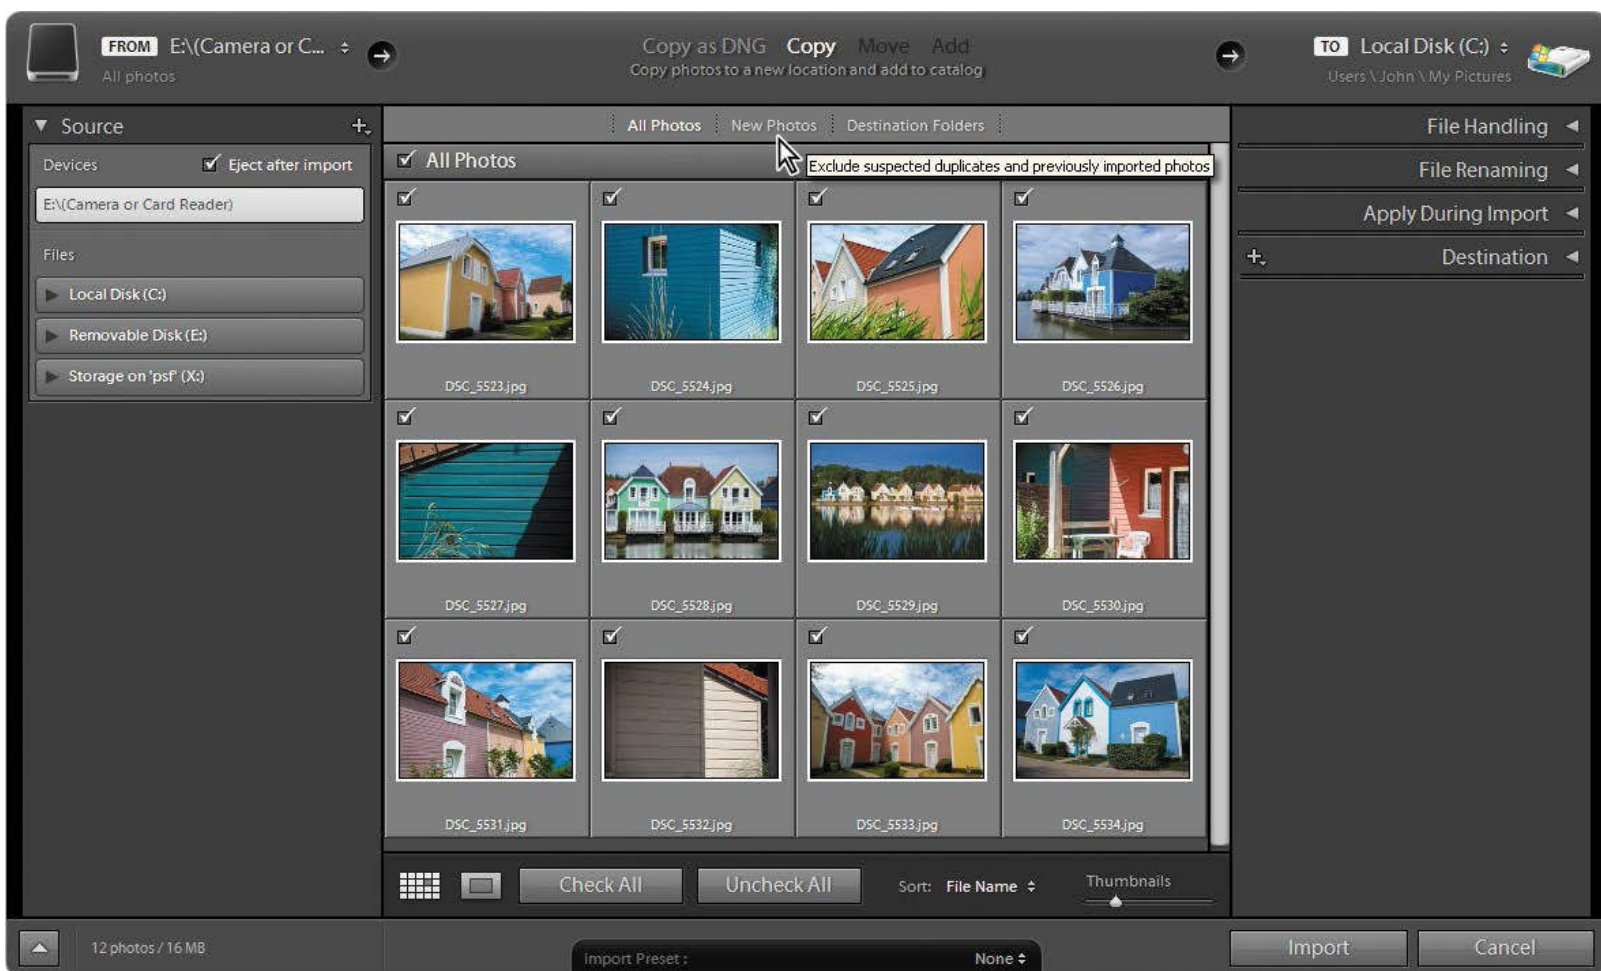 FROM E:\(Camera or C...
All photos
Copy as DNG Copy Move Add
Copy photos to a new location and add to catalog
TO Local Disk (C:)
Users \ John \ My Pictures
Source
Devices Eject after import
E:\(Camera or Card Reader)
Files
Local Disk (C:)
Removable Disk (E:)
Storage on 'psf' (X:)
All Photos New Photos Destination Folders
All Photos
Exclude suspected duplicates and previously imported photos
DSC_5523.jpg DSC_5524.jpg DSC_5525.jpg DSC_5526.jpg
DSC_5527.jpg DSC_5528.jpg DSC_5529.jpg DSC_5530.jpg
DSC_5531.jpg DSC_5532.jpg DSC_5533.jpg DSC_5534.jpg
Check All Uncheck All Sort: File Name Thumbnails
File Handling
File Renaming
Apply During Import
Destination
12 photos / 16 MB
Import Preset : None
Import Cancel